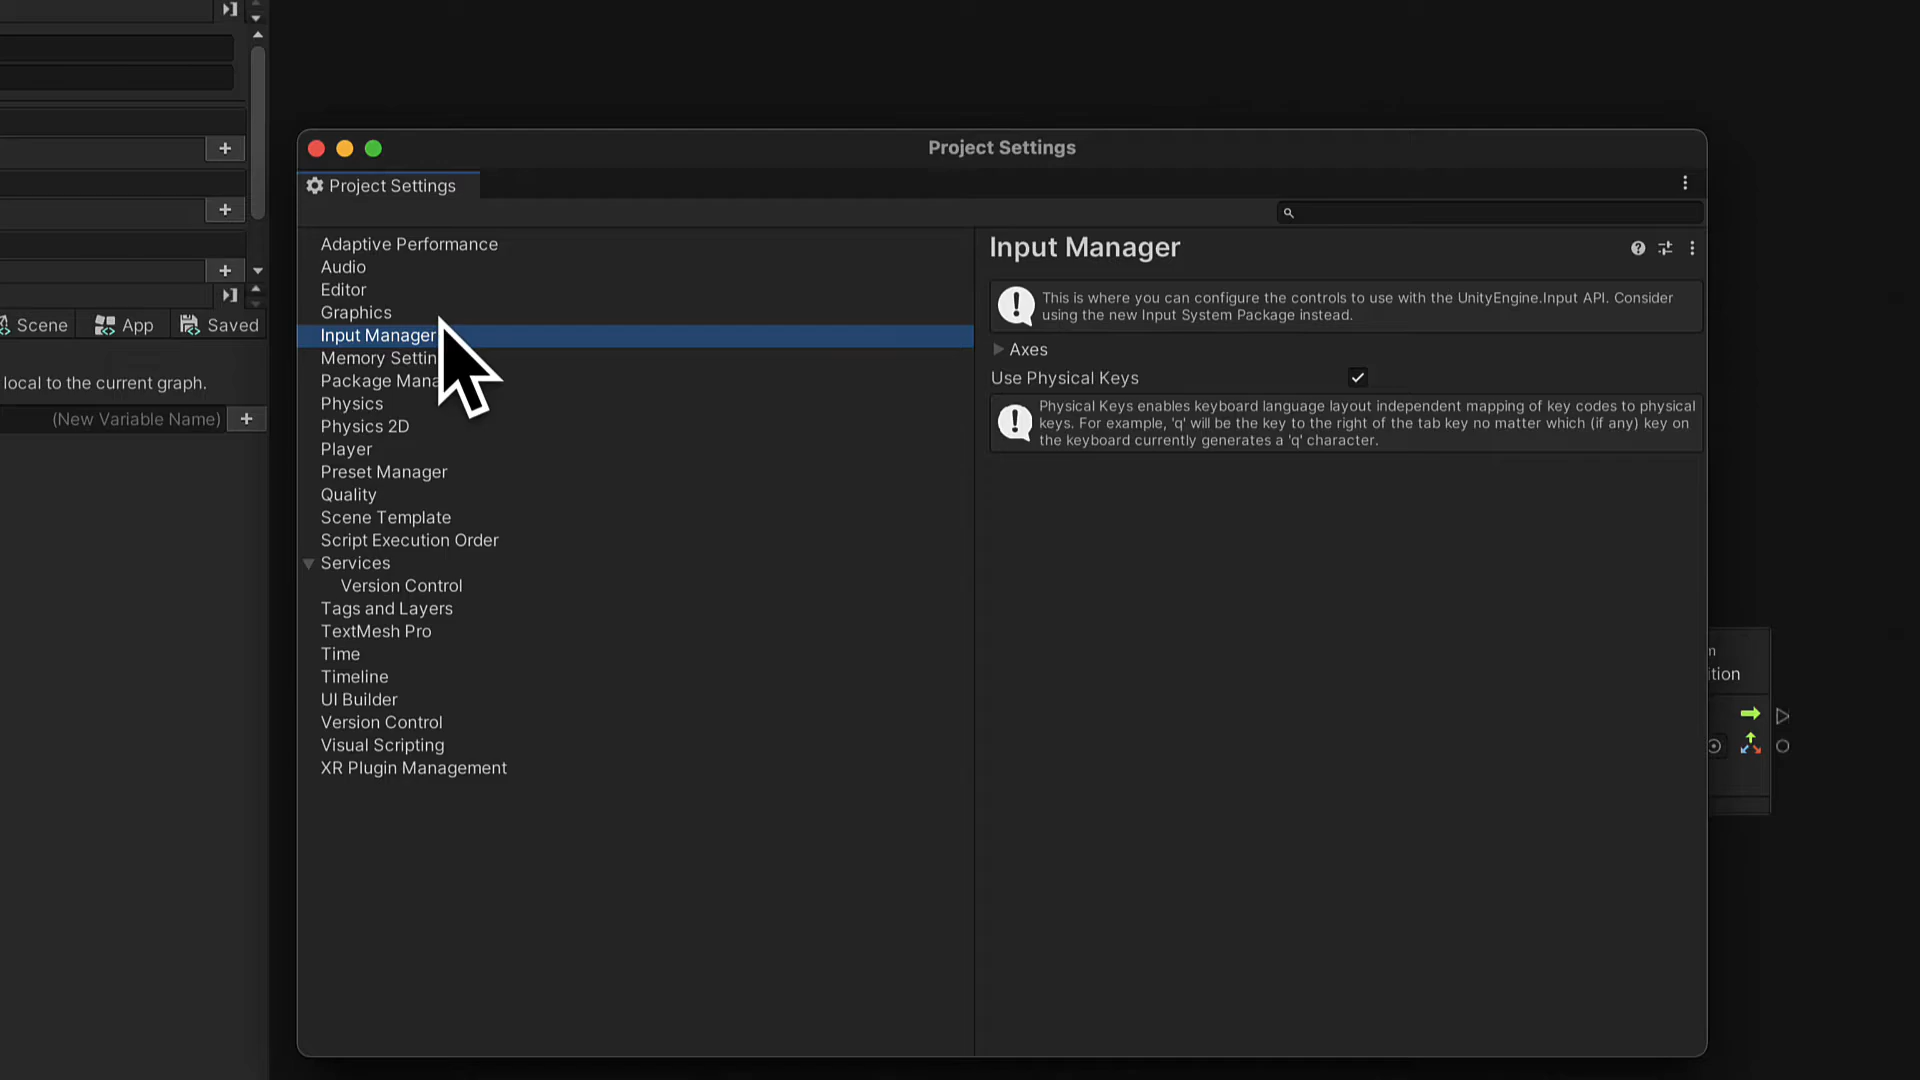 Project Settings
Project Settings
Adaptive Performance
Audio
Editor
Graphics
Input Manager
Memory Settin
Package Mana
Physics
Physics 2D
Player
Preset Manager
Quality
Scene Template
Script Execution Order
Services
Version Control
Tags and Layers
TextMesh Pro
Time
Timeline
UI Builder
Version Control
Visual Scripting
XR Plugin Management
Input Manager
This is where you can configure the controls to use with the UnityEngine.Input API. Consider
using the new Input System Package instead.
Axes
Use Physical Keys
Physical Keys enables keyboard language layout independent mapping of key codes to physical
keys. For example, 'q' will be the key to the right of the tab key no matter which (if any) key on
the keyboard currently generates a 'q' character.
Scene App Saved
local to the current graph.
(New Variable Name)
ition